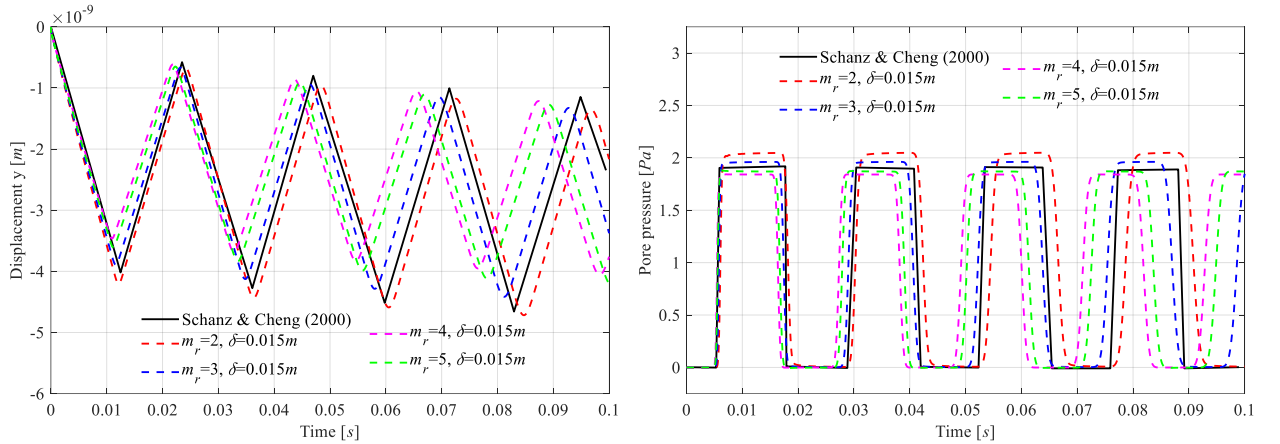 ×10⁻⁹
0
-1
-2
-3
-4
-5
-6
Displacement y [m]
Schanz & Cheng (2000)
m_r=2, δ=0.015m
m_r=3, δ=0.015m
m_r=4, δ=0.015m
m_r=5, δ=0.015m
0 0.01 0.02 0.03 0.04 0.05 0.06 0.07 0.08 0.09 0.1
Time [s]
3
2.5
2
1.5
1
0.5
0
Pore pressure [Pa]
Schanz & Cheng (2000)
m_r=2, δ=0.015m
m_r=3, δ=0.015m
m_r=4, δ=0.015m
m_r=5, δ=0.015m
0 0.01 0.02 0.03 0.04 0.05 0.06 0.07 0.08 0.09 0.1
Time [s]